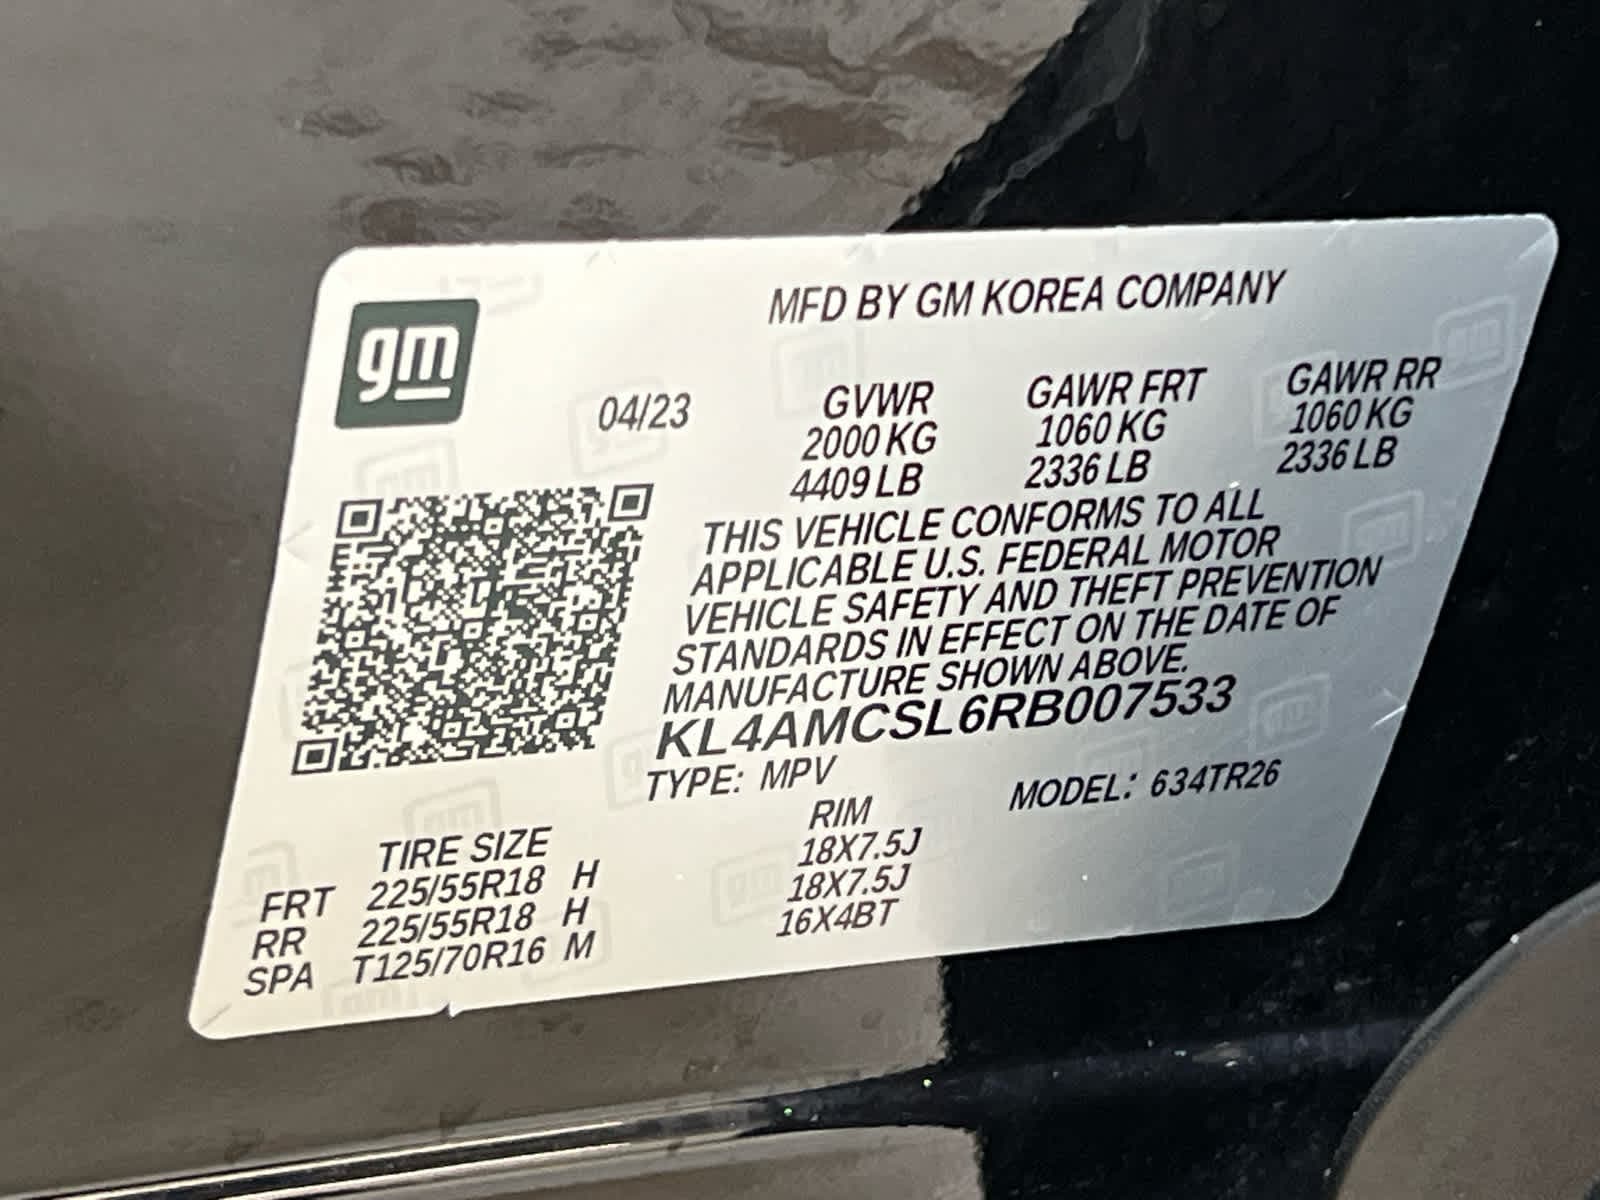 gm
MFD BY GM KOREA COMPANY
04/23 GVWR GAWR FRT GAWR RR
2000 KG 1060 KG 1060 KG
4409 LB 2336 LB 2336 LB
THIS VEHICLE CONFORMS TO ALL
APPLICABLE U.S. FEDERAL MOTOR
VEHICLE SAFETY AND THEFT PREVENTION
STANDARDS IN EFFECT ON THE DATE OF
MANUFACTURE SHOWN ABOVE.
KL4AMCSL6RB007533
TYPE: MPV MODEL: 634TR26
TIRE SIZE RIM
FRT 225/55R18 H 18X7.5J
RR 225/55R18 H 18X7.5J
SPA T125/70R16 M 16X4BT